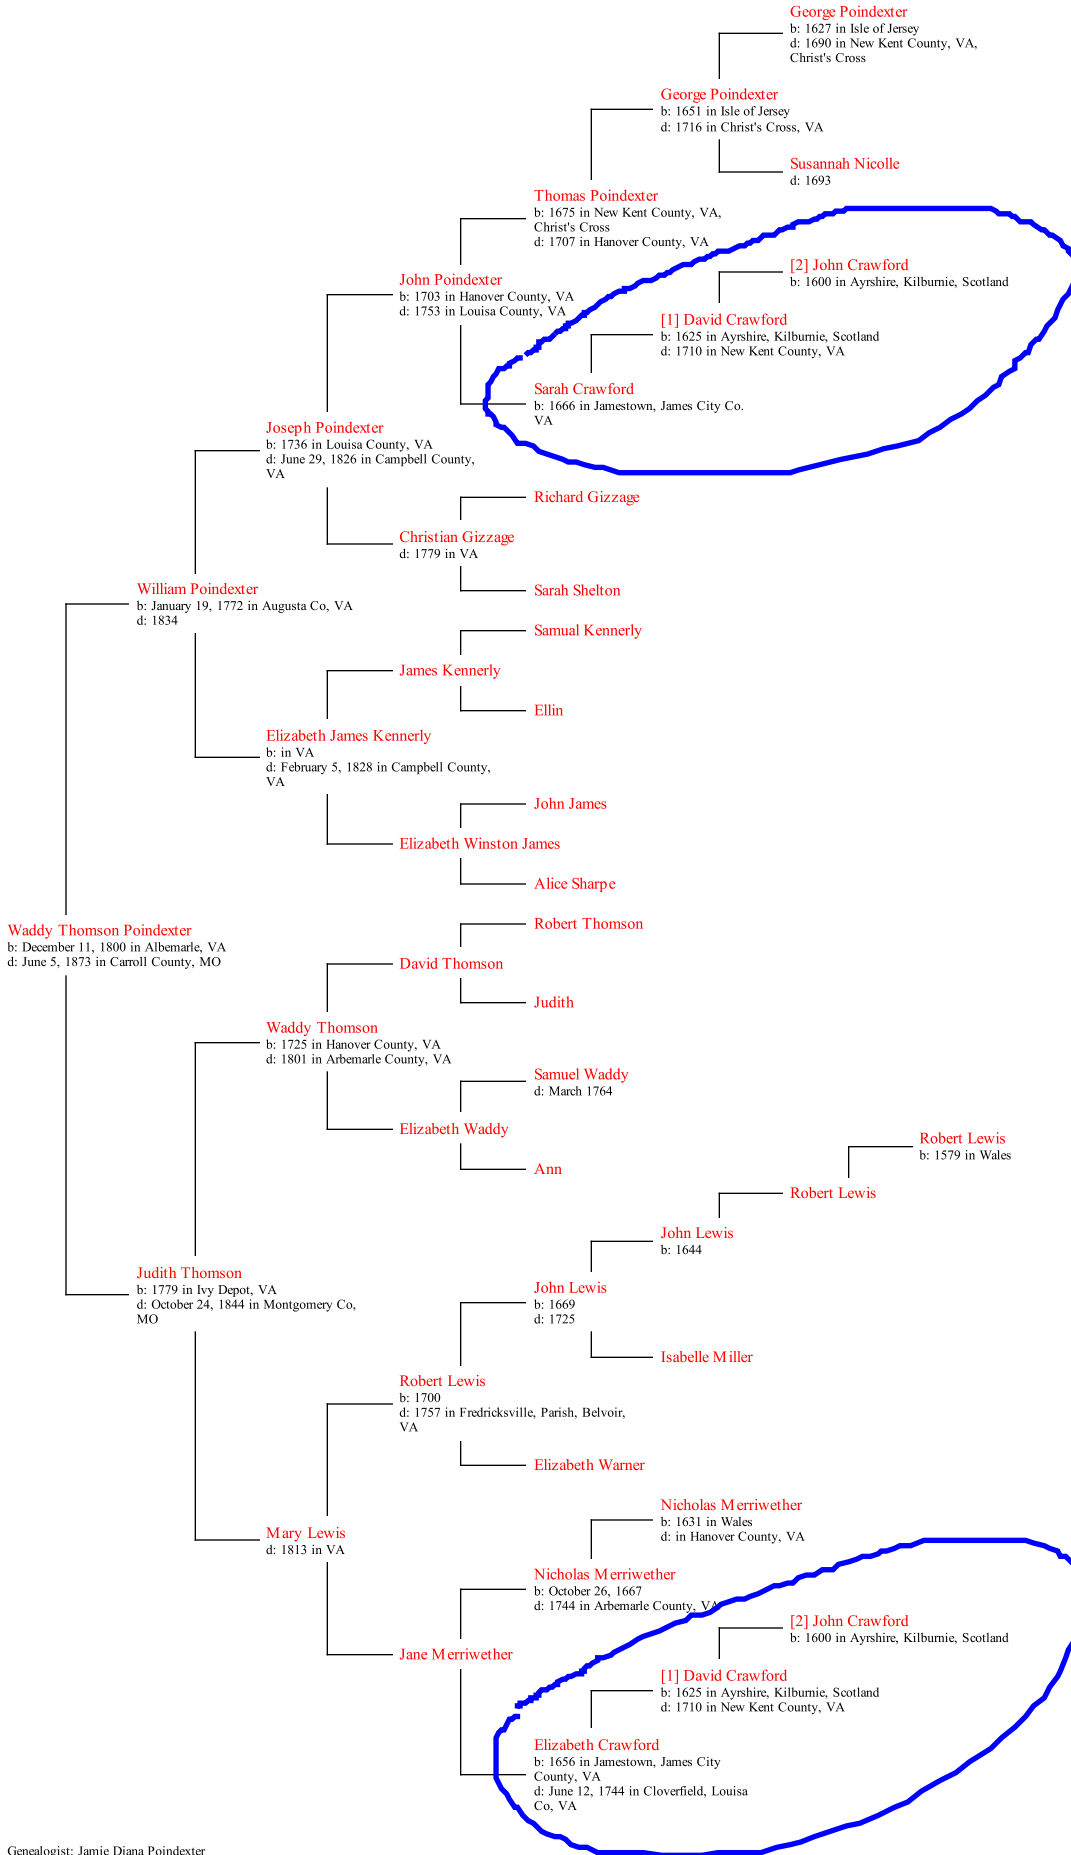 George Poindexter
b: 1627 in Isle of Jersey
d: 1690 in New Kent County, VA,
Christ's Cross
George Poindexter
b: 1651 in Isle of Jersey
d: 1716 in Christ's Cross, VA
Susannah Nicolle
d: 1693
Thomas Poindexter
b: 1675 in New Kent County, VA,
Christ's Cross
d: 1707 in Hanover County, VA
[2] John Crawford
b: 1600 in Ayrshire, Kilburnie, Scotland
John Poindexter
b: 1703 in Hanover County, VA
d: 1753 in Louisa County, VA
[1] David Crawford
b: 1625 in Ayrshire, Kilburnie, Scotland
d: 1710 in New Kent County, VA
Sarah Crawford
b: 1666 in Jamestown, James City Co.
VA
Joseph Poindexter
b: 1736 in Louisa County, VA
d: June 29, 1826 in Campbell County,
VA
Richard Gizzage
Christian Gizzage
d: 1779 in VA
Sarah Shelton
William Poindexter
b: January 19, 1772 in Augusta Co, VA
d: 1834
Samual Kennerly
James Kennerly
Ellin
Elizabeth James Kennerly
b: in VA
d: February 5, 1828 in Campbell County,
VA
John James
Elizabeth Winston James
Alice Sharpe
Waddy Thomson Poindexter
b: December 11, 1800 in Albemarle, VA
d: June 5, 1873 in Carroll County, MO
Robert Thomson
David Thomson
Judith
Waddy Thomson
b: 1725 in Hanover County, VA
d: 1801 in Arbemarle County, VA
Samuel Waddy
d: March 1764
Elizabeth Waddy
Ann
Robert Lewis
b: 1579 in Wales
Robert Lewis
John Lewis
b: 1644
Judith Thomson
b: 1779 in Ivy Depot, VA
d: October 24, 1844 in Montgomery Co,
MO
John Lewis
b: 1669
d: 1725
Isabelle Miller
Robert Lewis
b: 1700
d: 1757 in Fredricksville, Parish, Belvoir,
VA
Elizabeth Warner
Nicholas Merriwether
b: 1631 in Wales
d: in Hanover County, VA
Mary Lewis
d: 1813 in VA
Nicholas Merriwether
b: October 26, 1667
d: 1744 in Arbemarle County, VA
[2] John Crawford
b: 1600 in Ayrshire, Kilburnie, Scotland
Jane Merriwether
[1] David Crawford
b: 1625 in Ayrshire, Kilburnie, Scotland
d: 1710 in New Kent County, VA
Elizabeth Crawford
b: 1656 in Jamestown, James City
County, VA
d: June 12, 1744 in Cloverfield, Louisa
Co, VA
Genealogist: Jamie Diana Poindexter